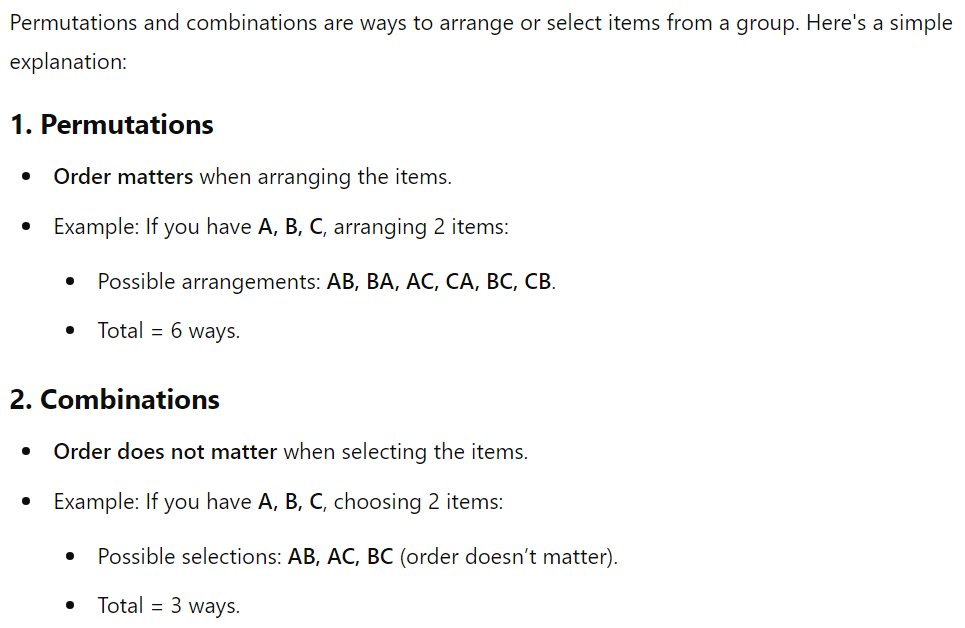 Permutations and combinations are ways to arrange or select items from a group. Here's a simple
explanation:
1. Permutations
• Order matters when arranging the items.
• Example: If you have A, B, C, arranging 2 items:
• Possible arrangements: AB, BA, AC, CA, BC, CB.
• Total = 6 ways.
2. Combinations
• Order does not matter when selecting the items.
• Example: If you have A, B, C, choosing 2 items:
• Possible selections: AB, AC, BC (order doesn’t matter).
• Total = 3 ways.